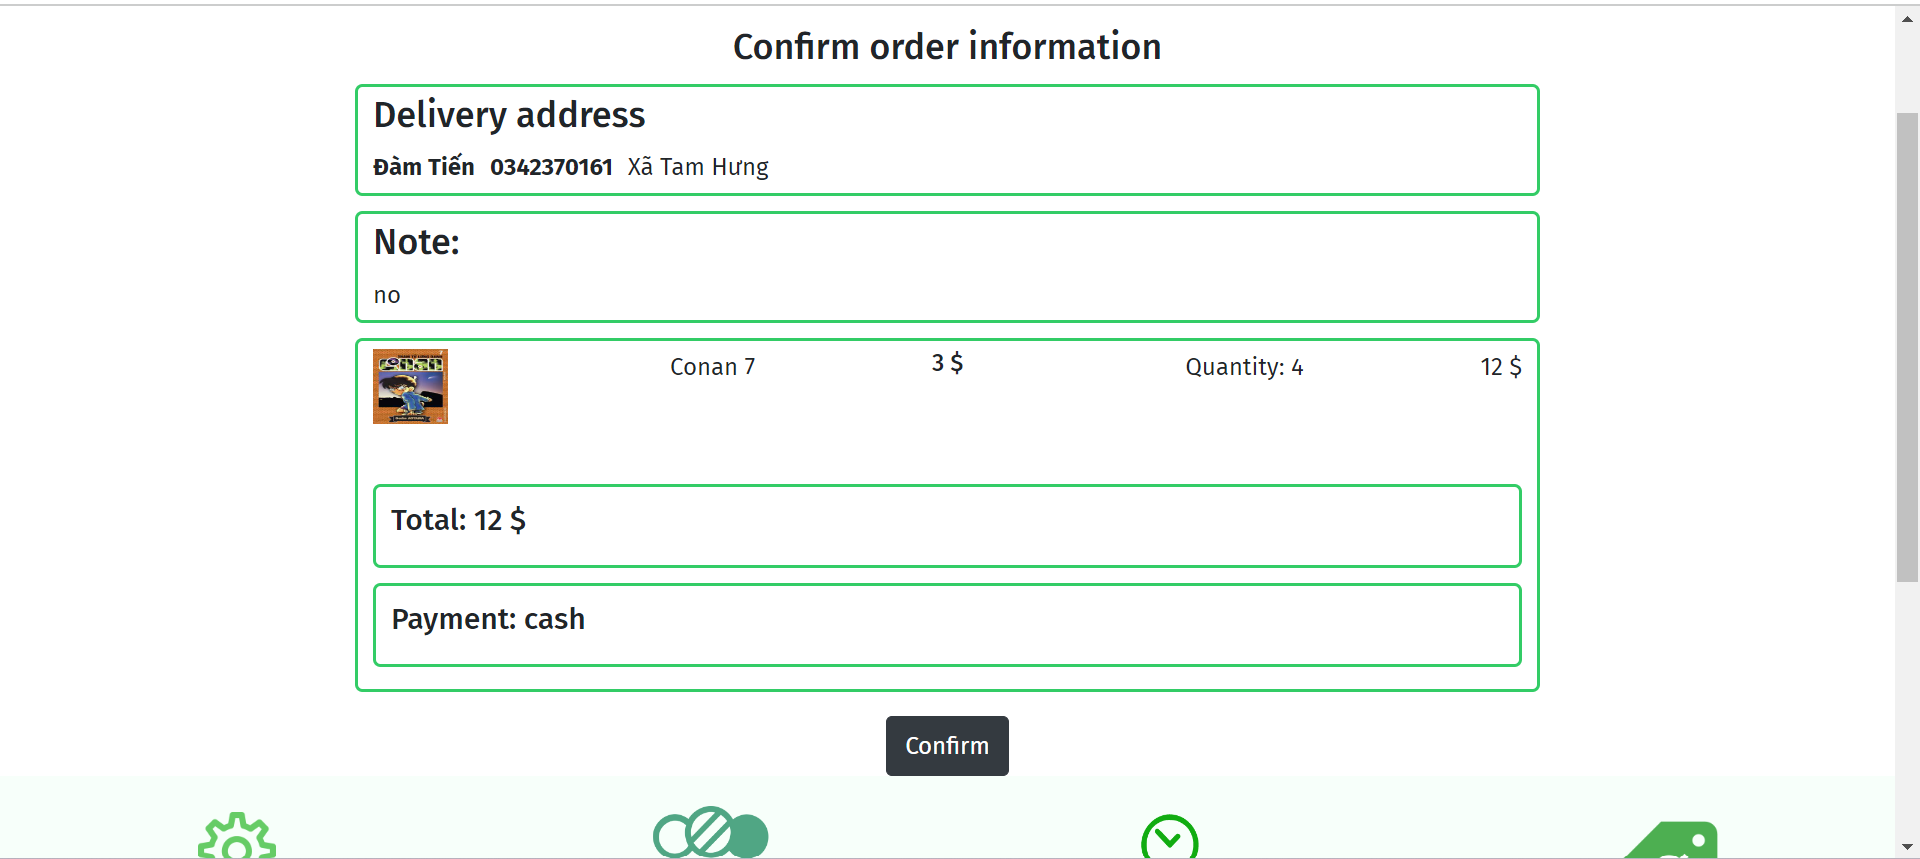 Confirm order information
Delivery address
Đàm Tiến 0342370161 Xã Tam Hưng
Note:
no
Conan 7 3 $ Quantity: 4 12 $
Total: 12 $
Payment: cash
Confirm